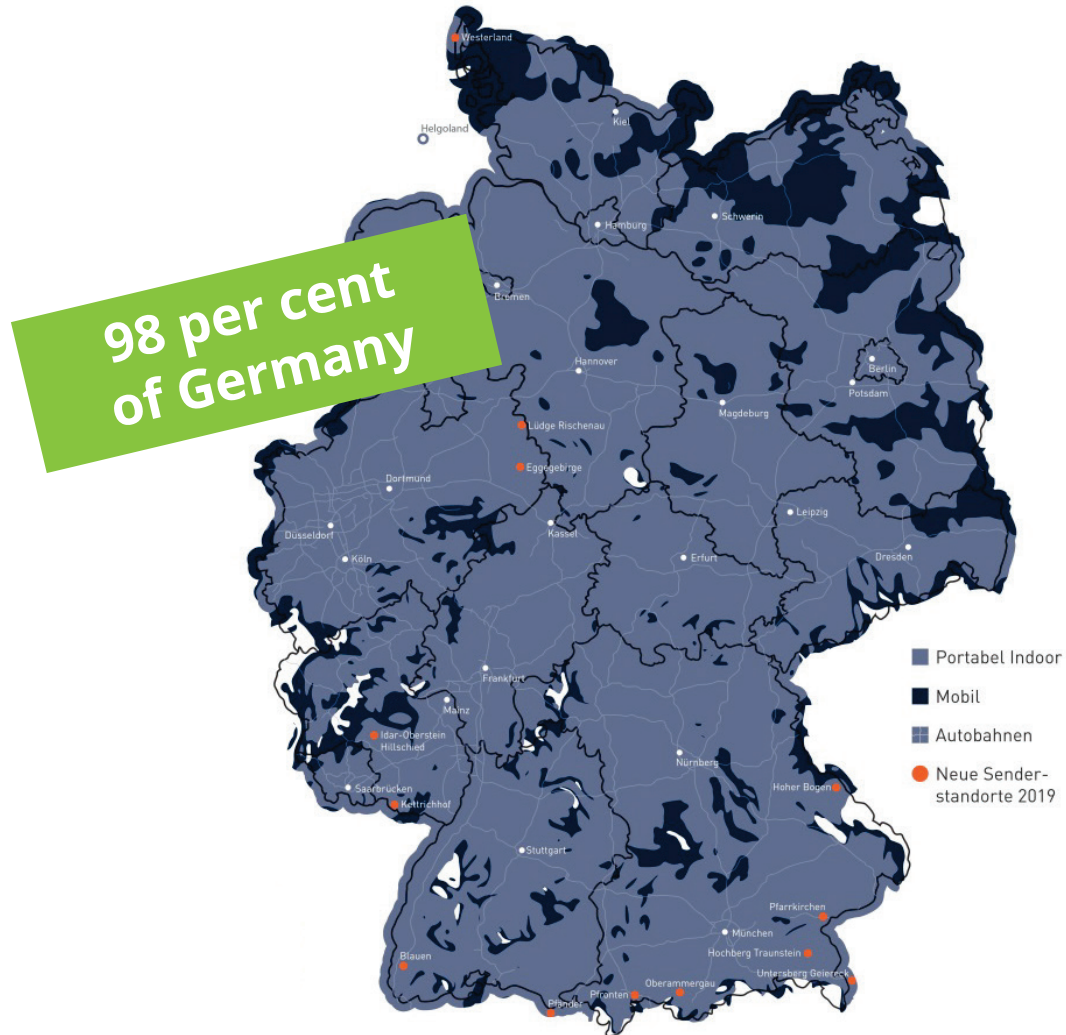 Westerland
Helgoland
Kiel
Schwerin
Hamburg
98 per cent
of Germany
Bremen
Hannover
Berlin
Potsdam
Magdeburg
Lüdge Rischenau
Eggegebirge
Dortmund
Leipzig
Düsseldorf
Kassel
Köln
Erfurt
Dresden
Portabel Indoor
Frankfurt
Mobil
Mainz
Autobahnen
Idar-Oberstein
Hillschied
Nürnberg
Neue Sender-
standorte 2019
Saarbrücken
Hoher Bogen
Kettrichhof
Stuttgart
Pfarrkirchen
München
Hochberg Traunstein
Blauen
Untersberg Geiereck
Oberammergau
Pfronten
Pfänder